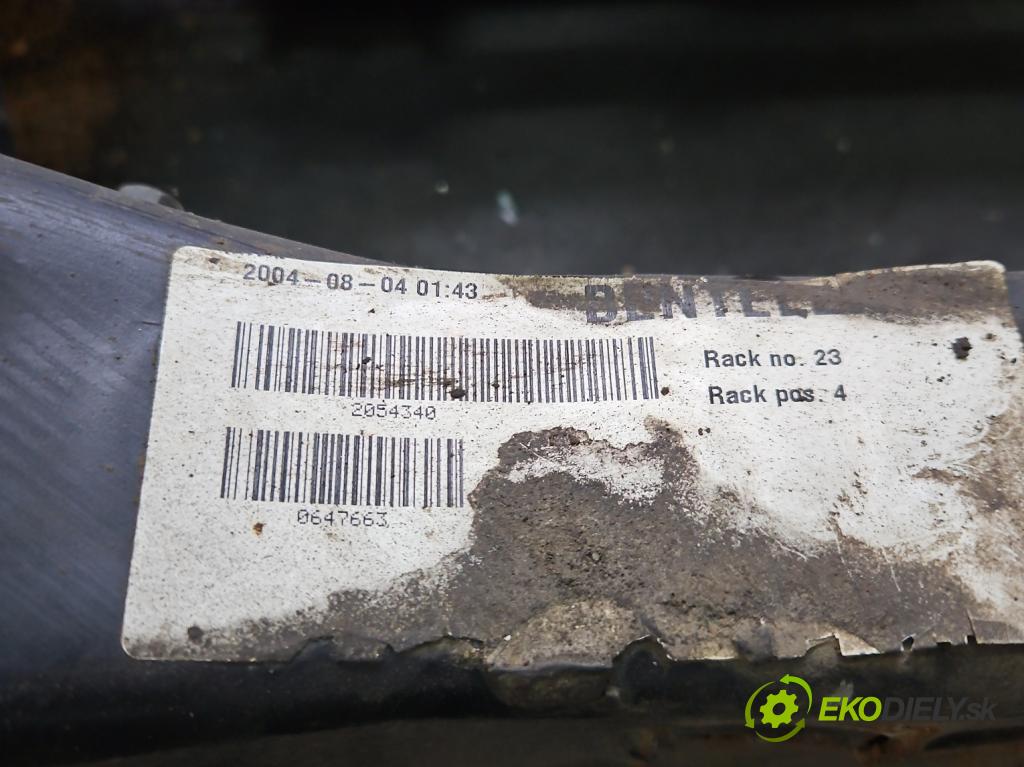 2004-08-04 01:43
Rack no. 23
2054340
Rack pos. 4
0647663
EKODIELY.sk